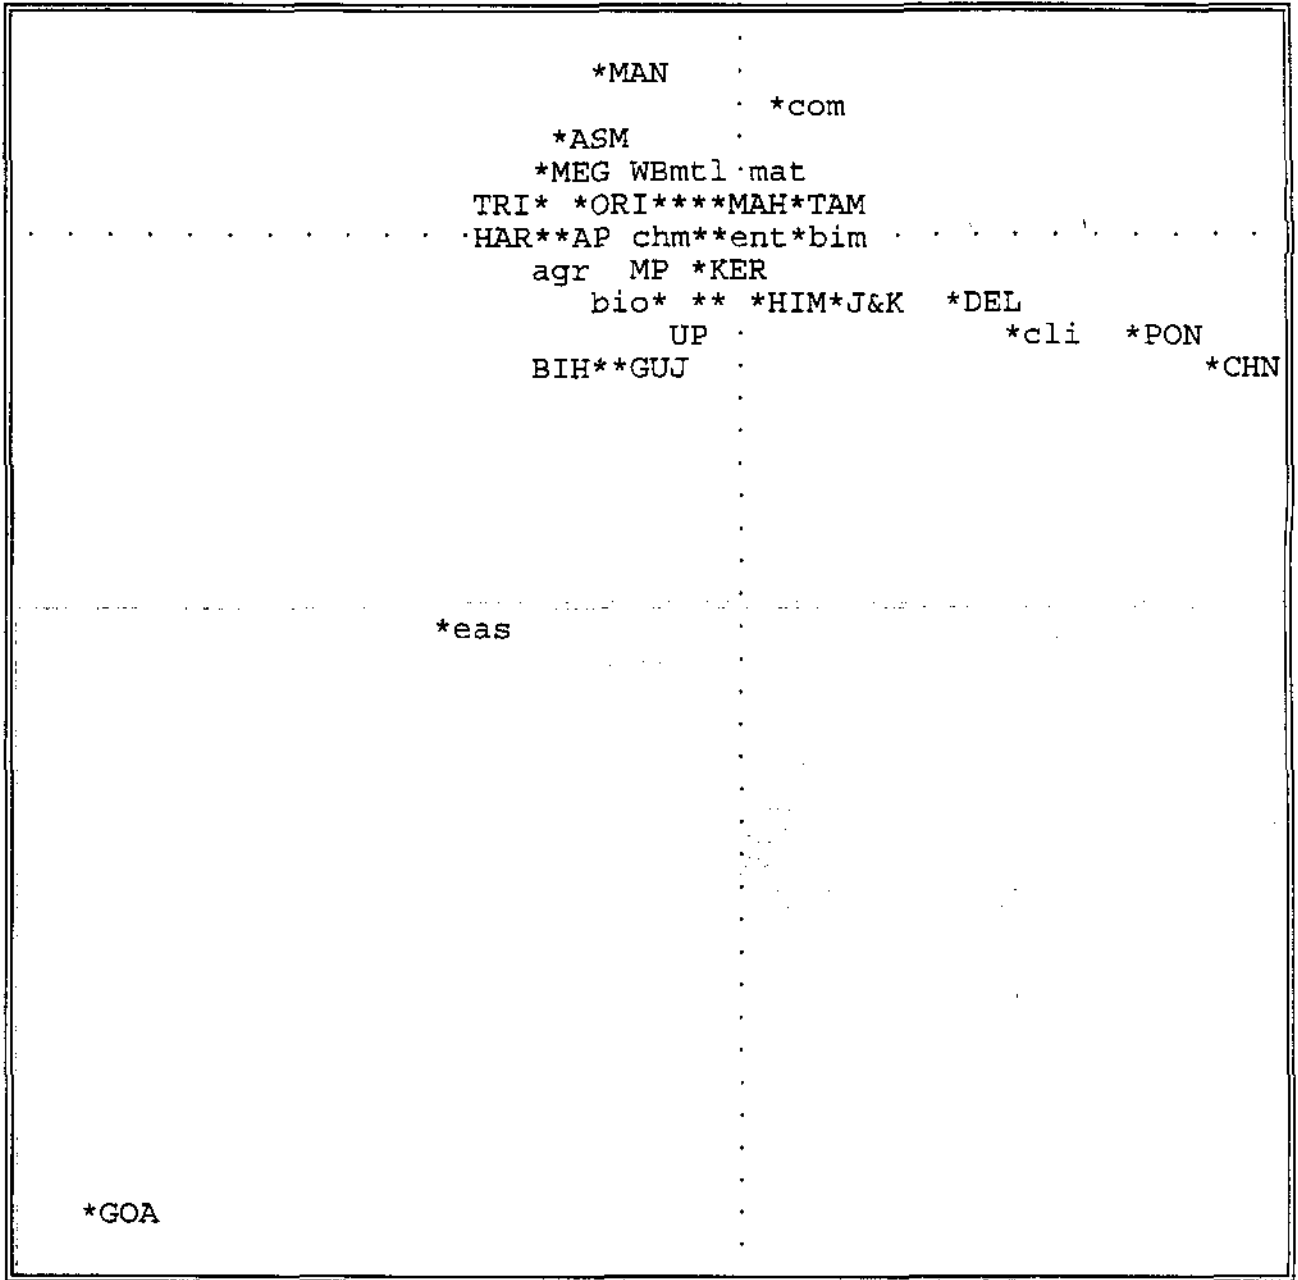 *MAN
*com
*ASM
*MEG WBmtl mat
TRI* *ORI****MAH*TAM
HAR**AP chm**ent*bim
agr MP *KER
bio* ** *HIM*J&K *DEL
UP *cli *PON
BIH**GUJ *CHN
*eas
*GOA